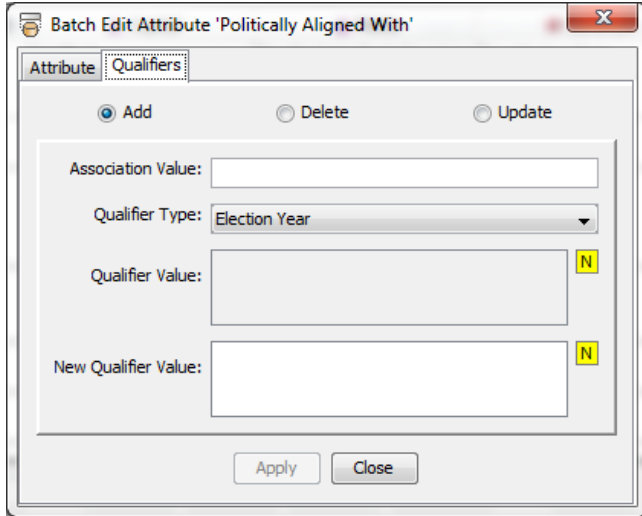 Batch Edit Attribute 'Politically Aligned With'
Attribute Qualifiers
Add Delete Update
Association Value:
Qualifier Type: Election Year
Qualifier Value: N
New Qualifier Value: N
Apply Close